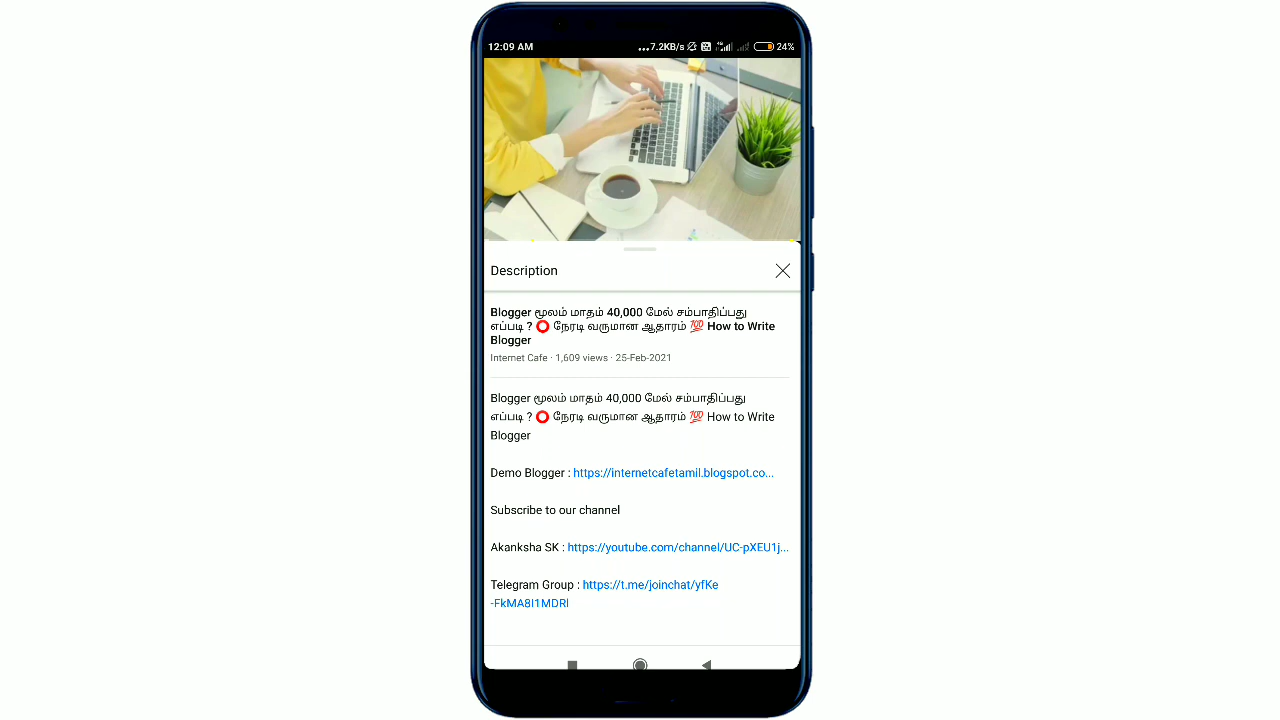 12:09 AM ...7.2KB/s 4G 24%
Description
Blogger மூலம் மாதம் 40,000 மேல் சம்பாதிப்பது
எப்படி ? ⭕ நேரடி வருமான ஆதாரம் 💯 How to Write
Blogger
Internet Cafe · 1,609 views · 25-Feb-2021
Blogger மூலம் மாதம் 40,000 மேல் சம்பாதிப்பது
எப்படி ? ⭕ நேரடி வருமான ஆதாரம் 💯 How to Write
Blogger
Demo Blogger : https://internetcafetamil.blogspot.co...
Subscribe to our channel
Akanksha SK : https://youtube.com/channel/UC-pXEU1j...
Telegram Group : https://t.me/joinchat/yfKe
-FkMA8l1MDRl